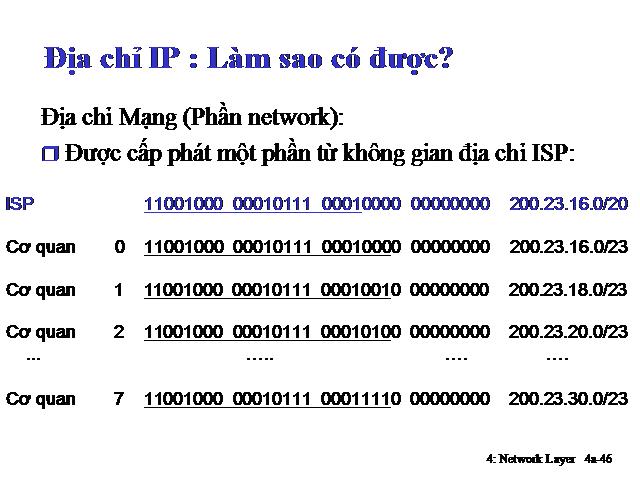 Địa chỉ IP : Làm sao có được?
Địa chỉ Mạng (Phần network):
Được cấp phát một phần từ không gian địa chỉ ISP:
ISP 11001000 00010111 00010000 00000000 200.23.16.0/20
Cơ quan 0 11001000 00010111 00010000 00000000 200.23.16.0/23
Cơ quan 1 11001000 00010111 00010010 00000000 200.23.18.0/23
Cơ quan 2 11001000 00010111 00010100 00000000 200.23.20.0/23
... ..... .... ....
Cơ quan 7 11001000 00010111 00011110 00000000 200.23.30.0/23
4: Network Layer 4a-46